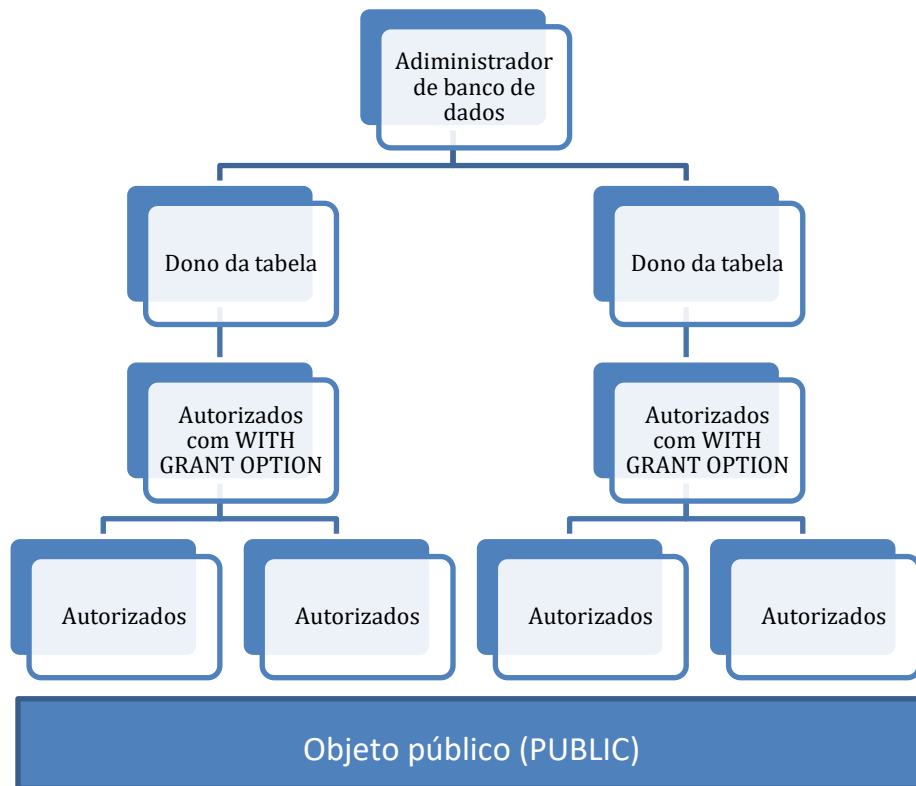 Adiministrador
de banco de
dados
Dono da tabela
Dono da tabela
Autorizados
com WITH
GRANT OPTION
Autorizados
com WITH
GRANT OPTION
Autorizados
Autorizados
Autorizados
Autorizados
Objeto público (PUBLIC)